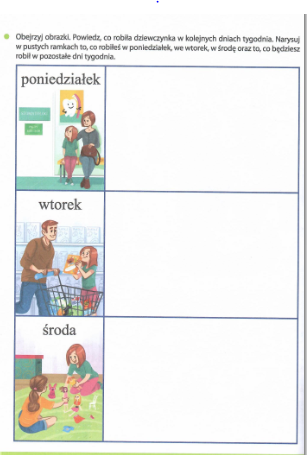 Obejrzyj obrazki. Powiedz, co robiła dziewczynka w kolejnych dniach tygodnia. Narysuj
w pustych ramkach to, co robiłeś w poniedziałek, we wtorek, w środę oraz to, co będziesz
robił w pozostałe dni tygodnia.
poniedziałek
wtorek
środa